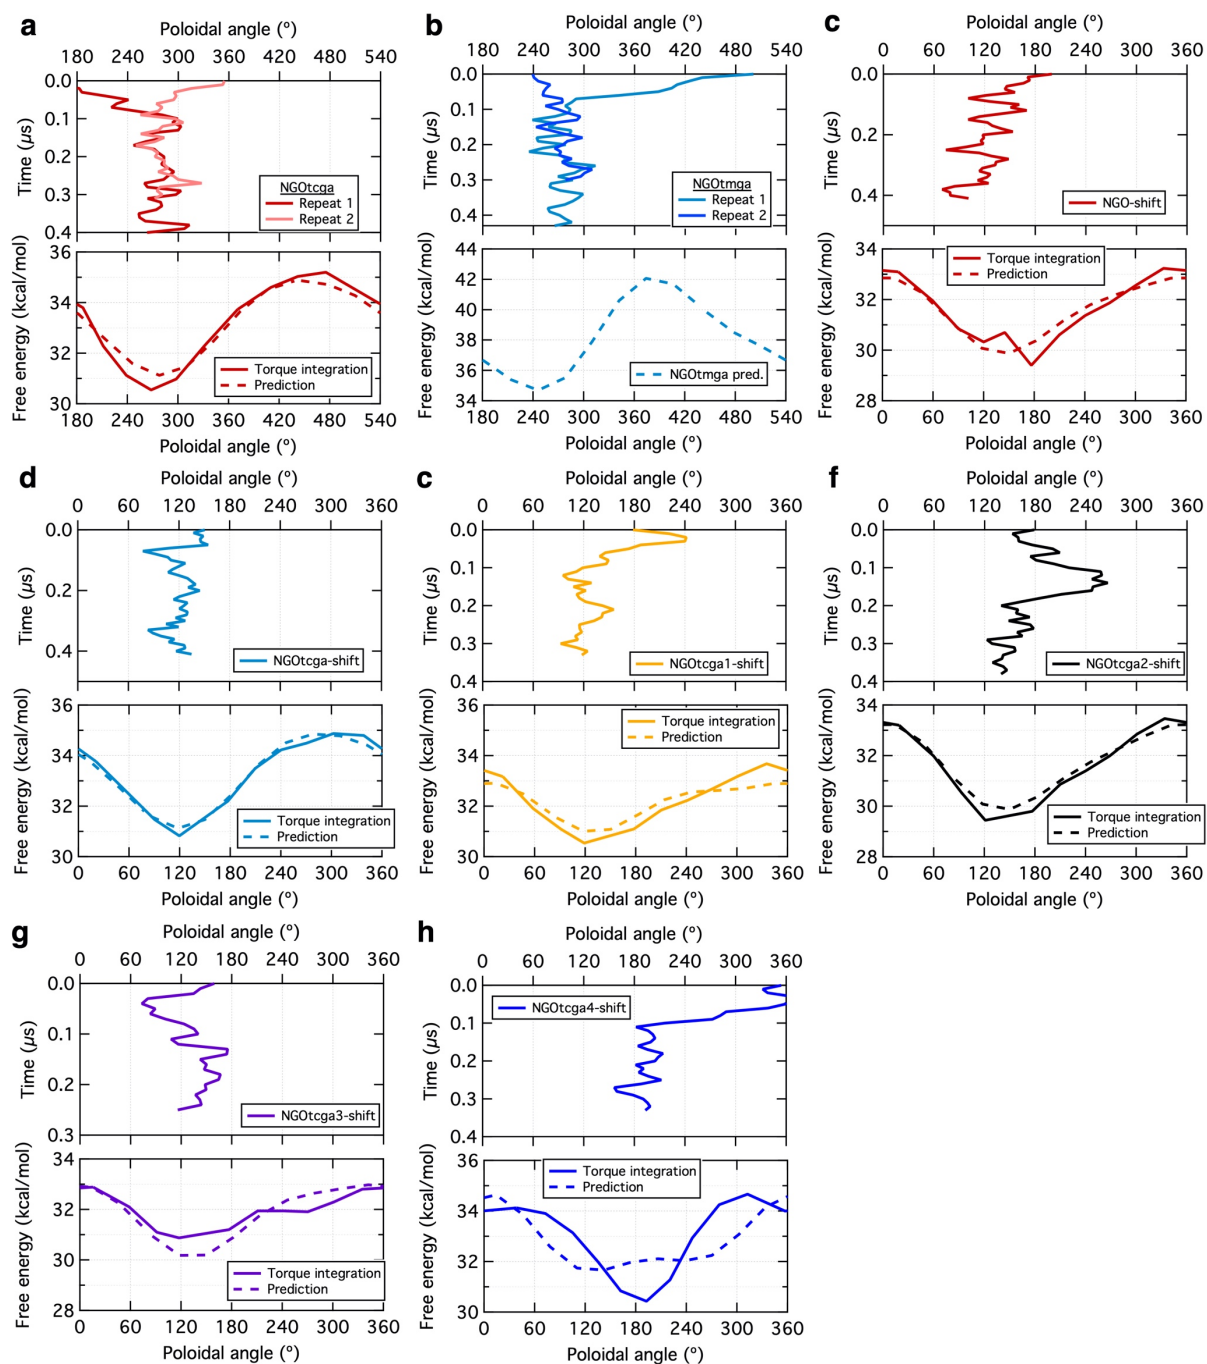 a
Poloidal angle (°)
180 240 300 360 420 480 540
0.0
0.1
0.2
0.3
0.4
Time (μs)
NGOtcga
Repeat 1
Repeat 2
36
34
32
30
Free energy (kcal/mol)
Torque integration
Prediction
180 240 300 360 420 480 540
Poloidal angle (°)
b
Poloidal angle (°)
180 240 300 360 420 480 540
0.0
0.1
0.2
0.3
0.4
Time (μs)
NGOtmga
Repeat 1
Repeat 2
44
42
40
38
36
34
Free energy (kcal/mol)
NGOtmga pred.
180 240 300 360 420 480 540
Poloidal angle (°)
c
Poloidal angle (°)
0 60 120 180 240 300 360
0.0
0.2
0.4
Time (μs)
NGO-shift
34
32
30
28
Free energy (kcal/mol)
Torque integration
Prediction
0 60 120 180 240 300 360
Poloidal angle (°)
d
Poloidal angle (°)
0 60 120 180 240 300 360
0.0
0.2
0.4
Time (μs)
NGOtcga-shift
36
34
32
30
Free energy (kcal/mol)
Torque integration
Prediction
0 60 120 180 240 300 360
Poloidal angle (°)
c
Poloidal angle (°)
0 60 120 180 240 300 360
0.0
0.1
0.2
0.3
0.4
Time (μs)
NGOtcga1-shift
36
34
32
30
Free energy (kcal/mol)
Torque integration
Prediction
0 60 120 180 240 300 360
Poloidal angle (°)
f
Poloidal angle (°)
0 60 120 180 240 300 360
0.0
0.1
0.2
0.3
0.4
Time (μs)
NGOtcga2-shift
34
32
30
28
Free energy (kcal/mol)
Torque integration
Prediction
0 60 120 180 240 300 360
Poloidal angle (°)
g
Poloidal angle (°)
0 60 120 180 240 300 360
0.0
0.1
0.2
0.3
Time (μs)
NGOtcga3-shift
34
32
30
28
Free energy (kcal/mol)
Torque integration
Prediction
0 60 120 180 240 300 360
Poloidal angle (°)
h
Poloidal angle (°)
0 60 120 180 240 300 360
0.0
0.1
0.2
0.3
0.4
Time (μs)
NGOtcga4-shift
36
34
32
30
Free energy (kcal/mol)
Torque integration
Prediction
0 60 120 180 240 300 360
Poloidal angle (°)